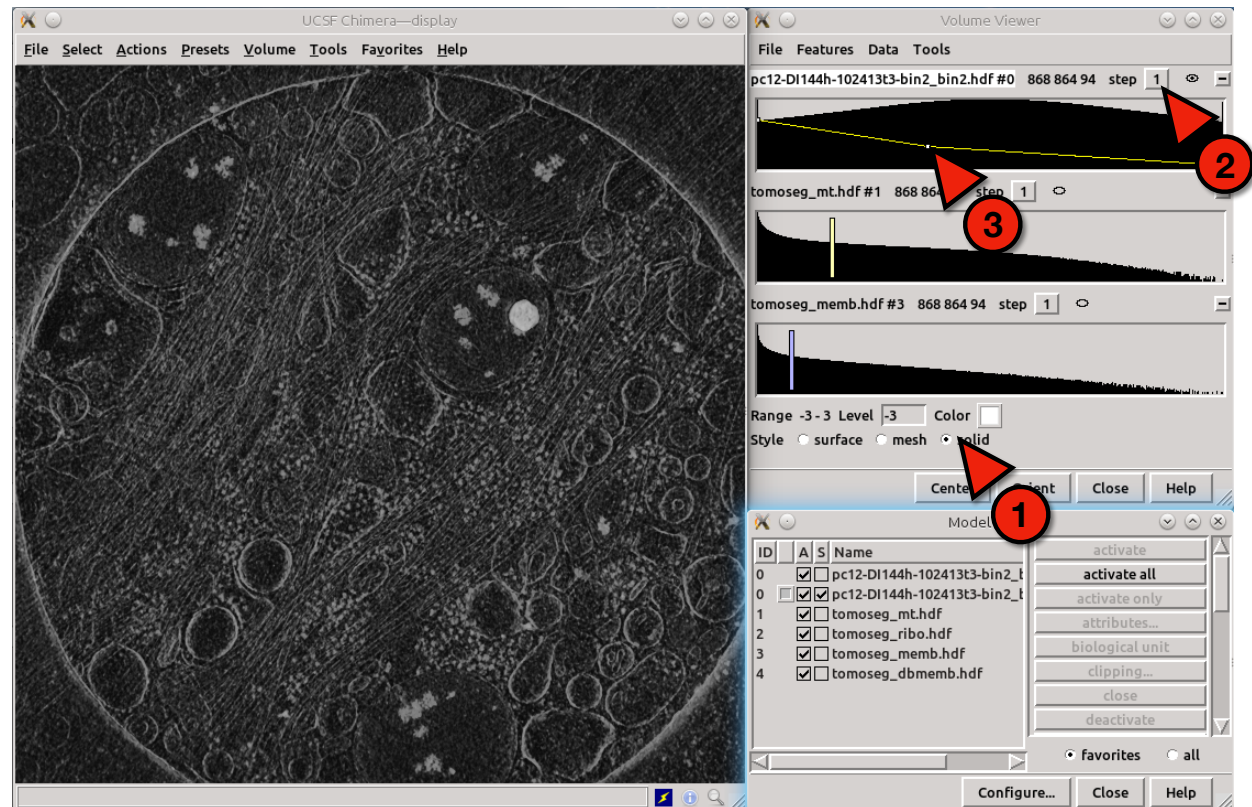 UCSF Chimera—display
File Select Actions Presets Volume Tools Favorites Help
Volume Viewer
File Features Data Tools
pc12-DI144h-102413t3-bin2_bin2.hdf #0 868 864 94 step 1
2
tomoseg_mt.hdf #1 868 864 step 1
3
tomoseg_memb.hdf #3 868 864 94 step 1
Range -3 - 3 Level -3 Color
Style surface mesh solid
1
Center Orient Close Help
Model
ID A S Name
0 pc12-DI144h-102413t3-bin2_b
0 pc12-DI144h-102413t3-bin2_b
1 tomoseg_mt.hdf
2 tomoseg_ribo.hdf
3 tomoseg_memb.hdf
4 tomoseg_dbmemb.hdf
activate
activate all
activate only
attributes...
biological unit
clipping...
close
deactivate
favorites all
Configure... Close Help